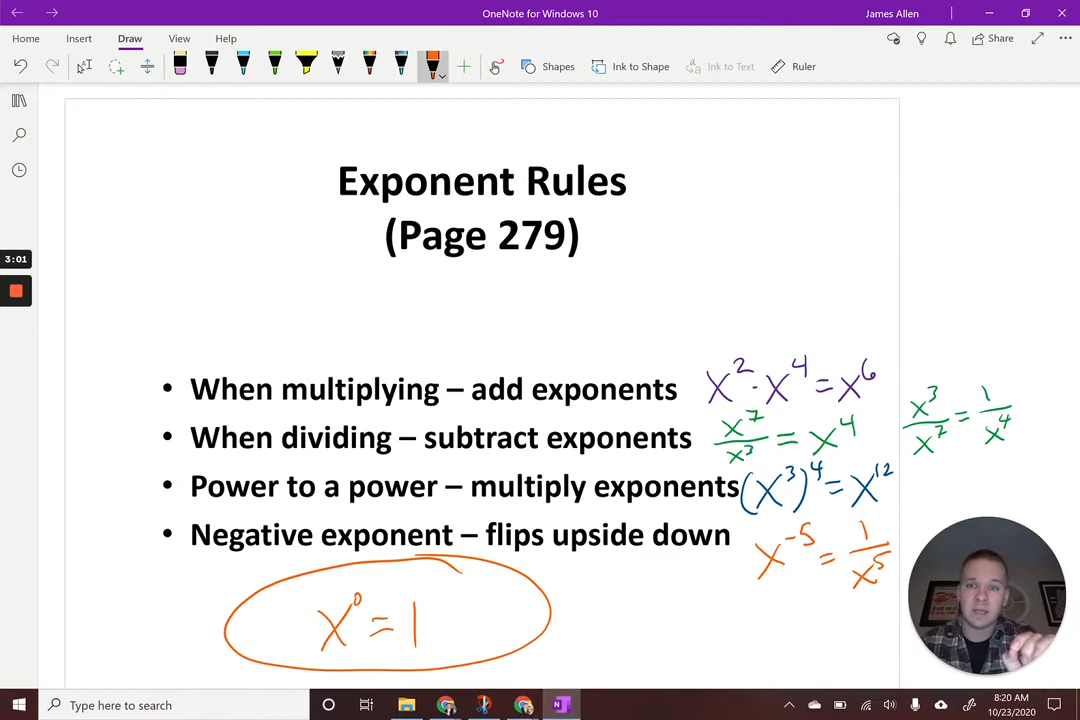 OneNote for Windows 10
James Allen
Home Insert Draw View Help
Share
Shapes Ink to Shape Ink to Text Ruler
3:01
Exponent Rules
(Page 279)
• When multiplying – add exponents x² · x⁴ = x⁶
• When dividing – subtract exponents x⁷/x³ = x⁴ x³/x⁷ = 1/x⁴
• Power to a power – multiply exponents (x³)⁴ = x¹²
• Negative exponent – flips upside down x⁻⁵ = 1/x⁵
x⁰ = 1
Type here to search
8:20 AM
10/23/2020